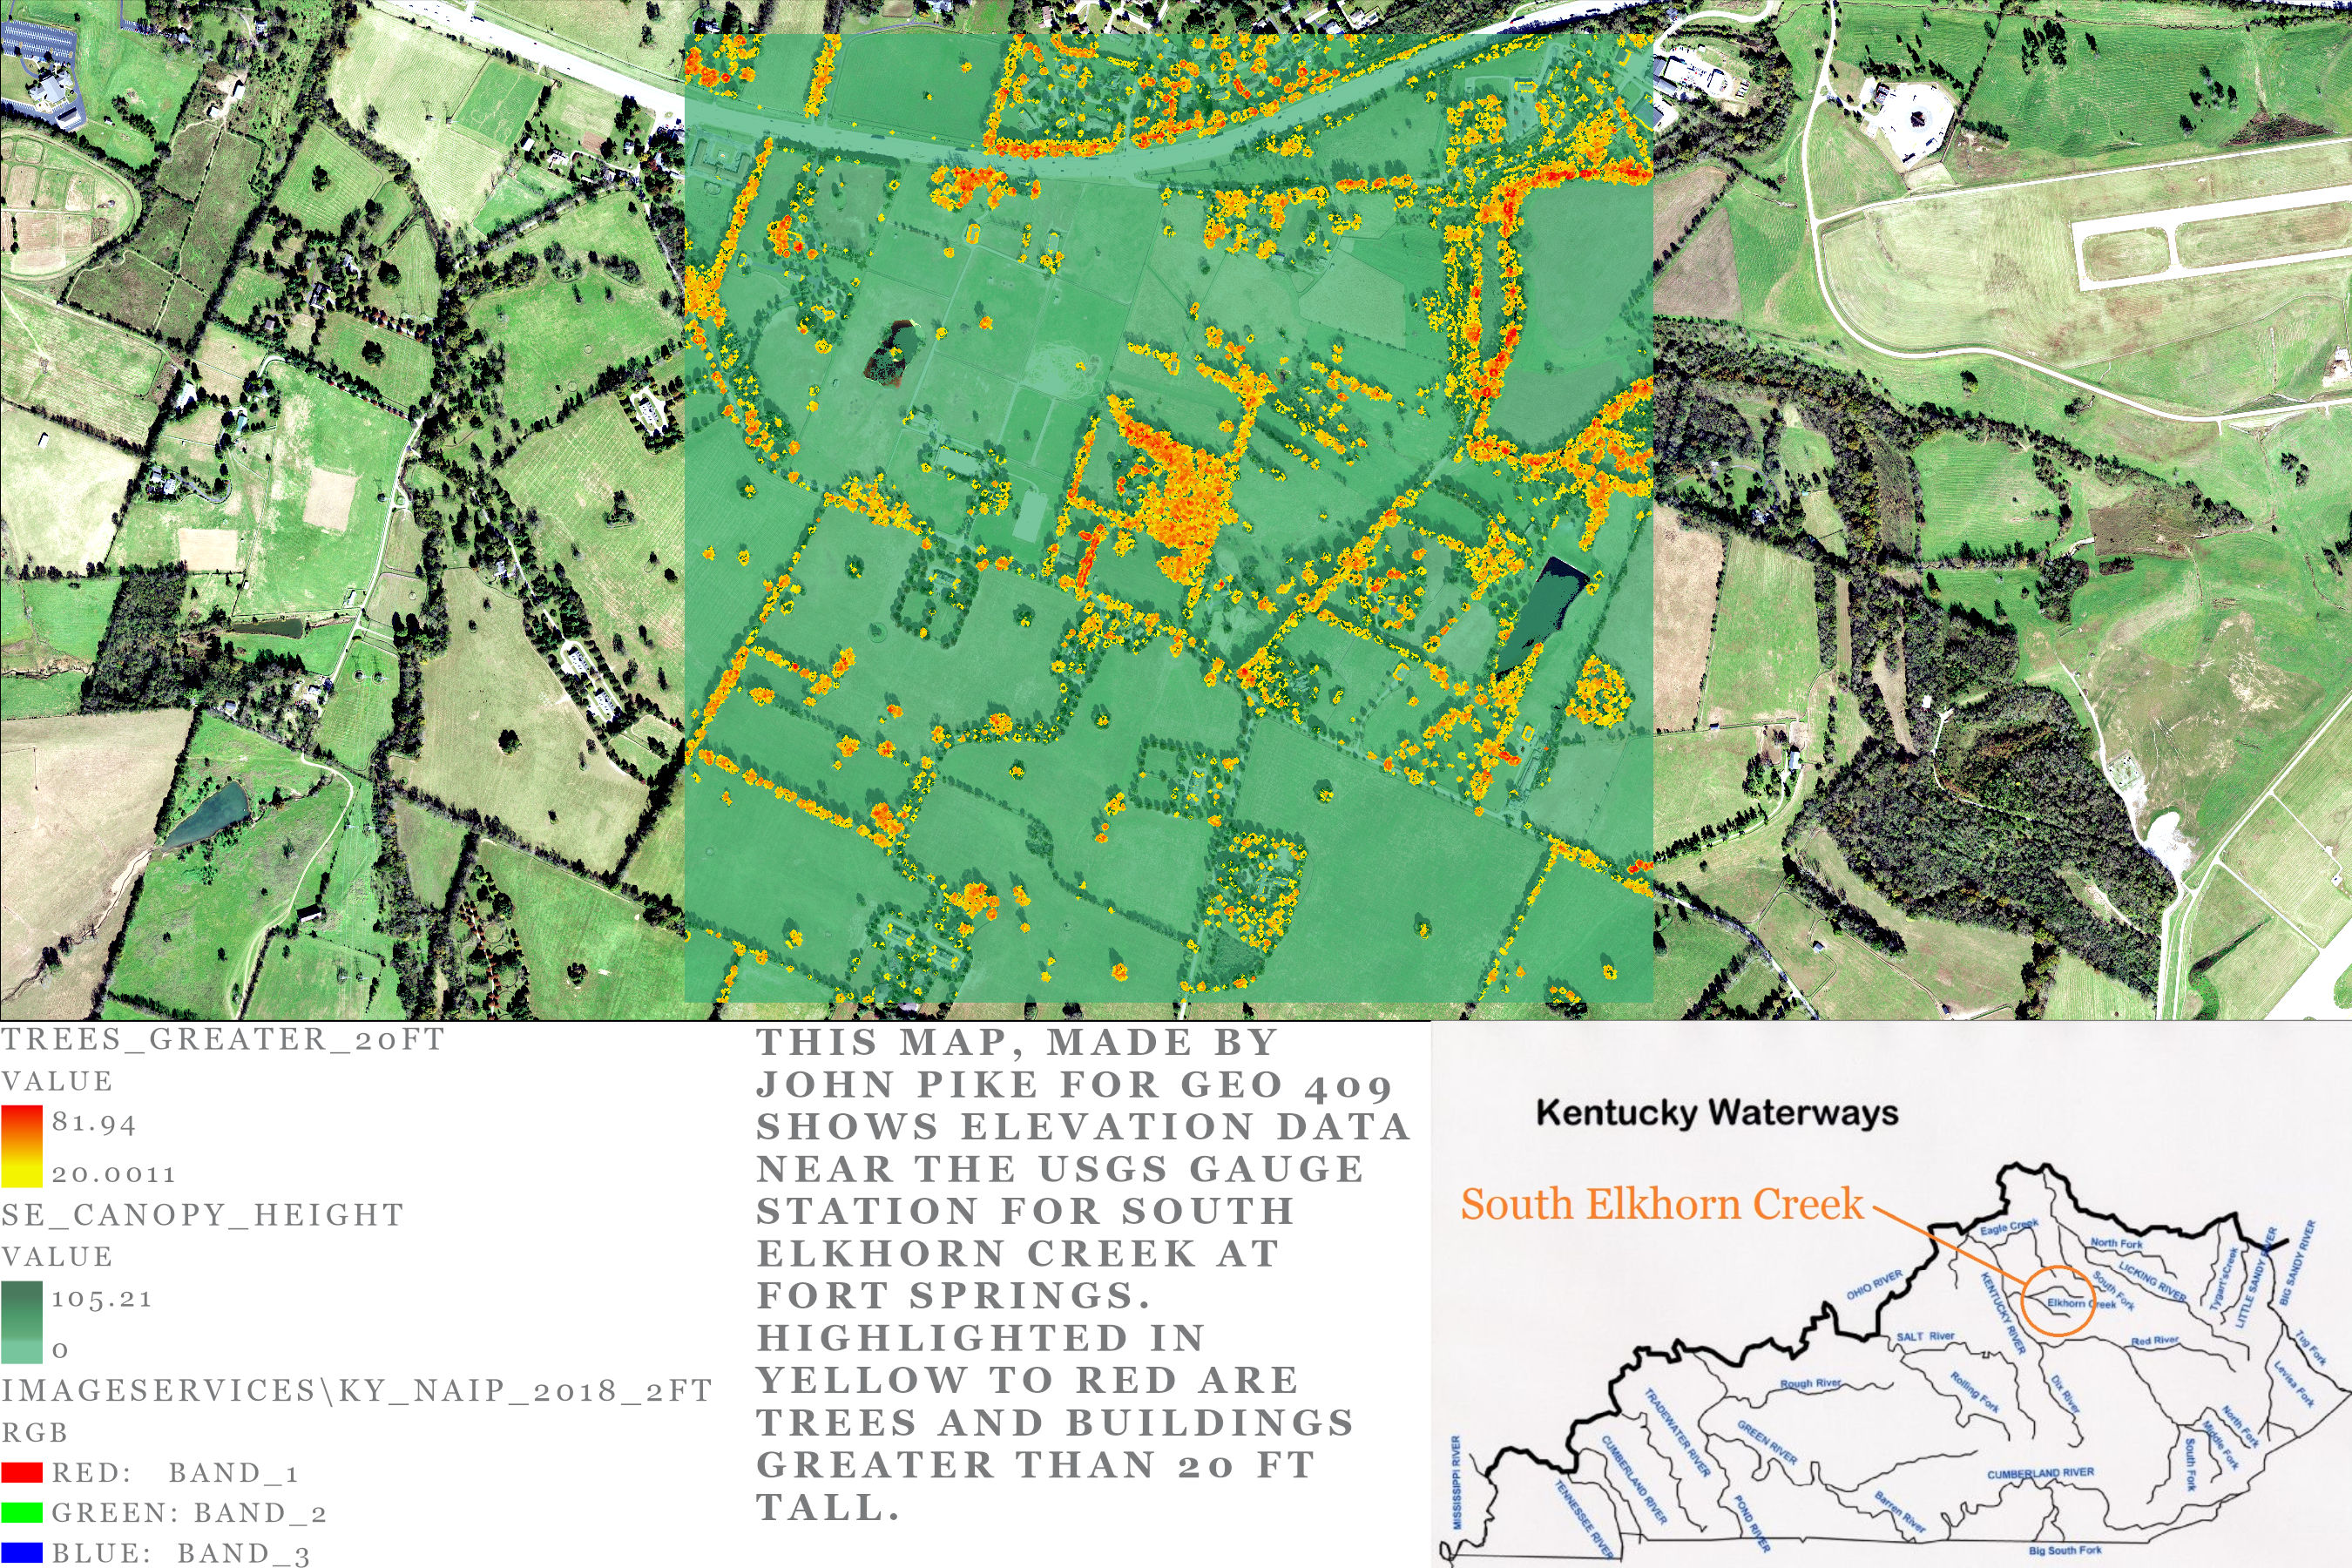 TREES_GREATER_20FT
VALUE
81.94
20.0011
SE_CANOPY_HEIGHT
VALUE
105.21
0
IMAGESERVICES\KY_NAIP_2018_2FT
RGB
RED: BAND_1
GREEN: BAND_2
BLUE: BAND_3
THIS MAP, MADE BY
JOHN PIKE FOR GEO 409
SHOWS ELEVATION DATA
NEAR THE USGS GAUGE
STATION FOR SOUTH
ELKHORN CREEK AT
FORT SPRINGS.
HIGHLIGHTED IN
YELLOW TO RED ARE
TREES AND BUILDINGS
GREATER THAN 20 FT
TALL.
Kentucky Waterways
South Elkhorn Creek
Eagle Creek
North Fork
LICKING RIVER
South Fork
Tygart'sCreek
LITTLE SANDY RIVER
BIG SANDY RIVER
OHIO RIVER
KENTUCKY RIVER
Elkhorn Creek
SALT River
Red River
Tug Fork
Levisa Fork
Rough River
Rolling Fork
Dix River
TRADEWATER RIVER
GREEN RIVER
North Fork
Middle Fork
South Fork
MISSISSIPPI RIVER
CUMBERLAND RIVER
TENNESSEE RIVER
POND RIVER
Barren River
CUMBERLAND RIVER
Big South Fork